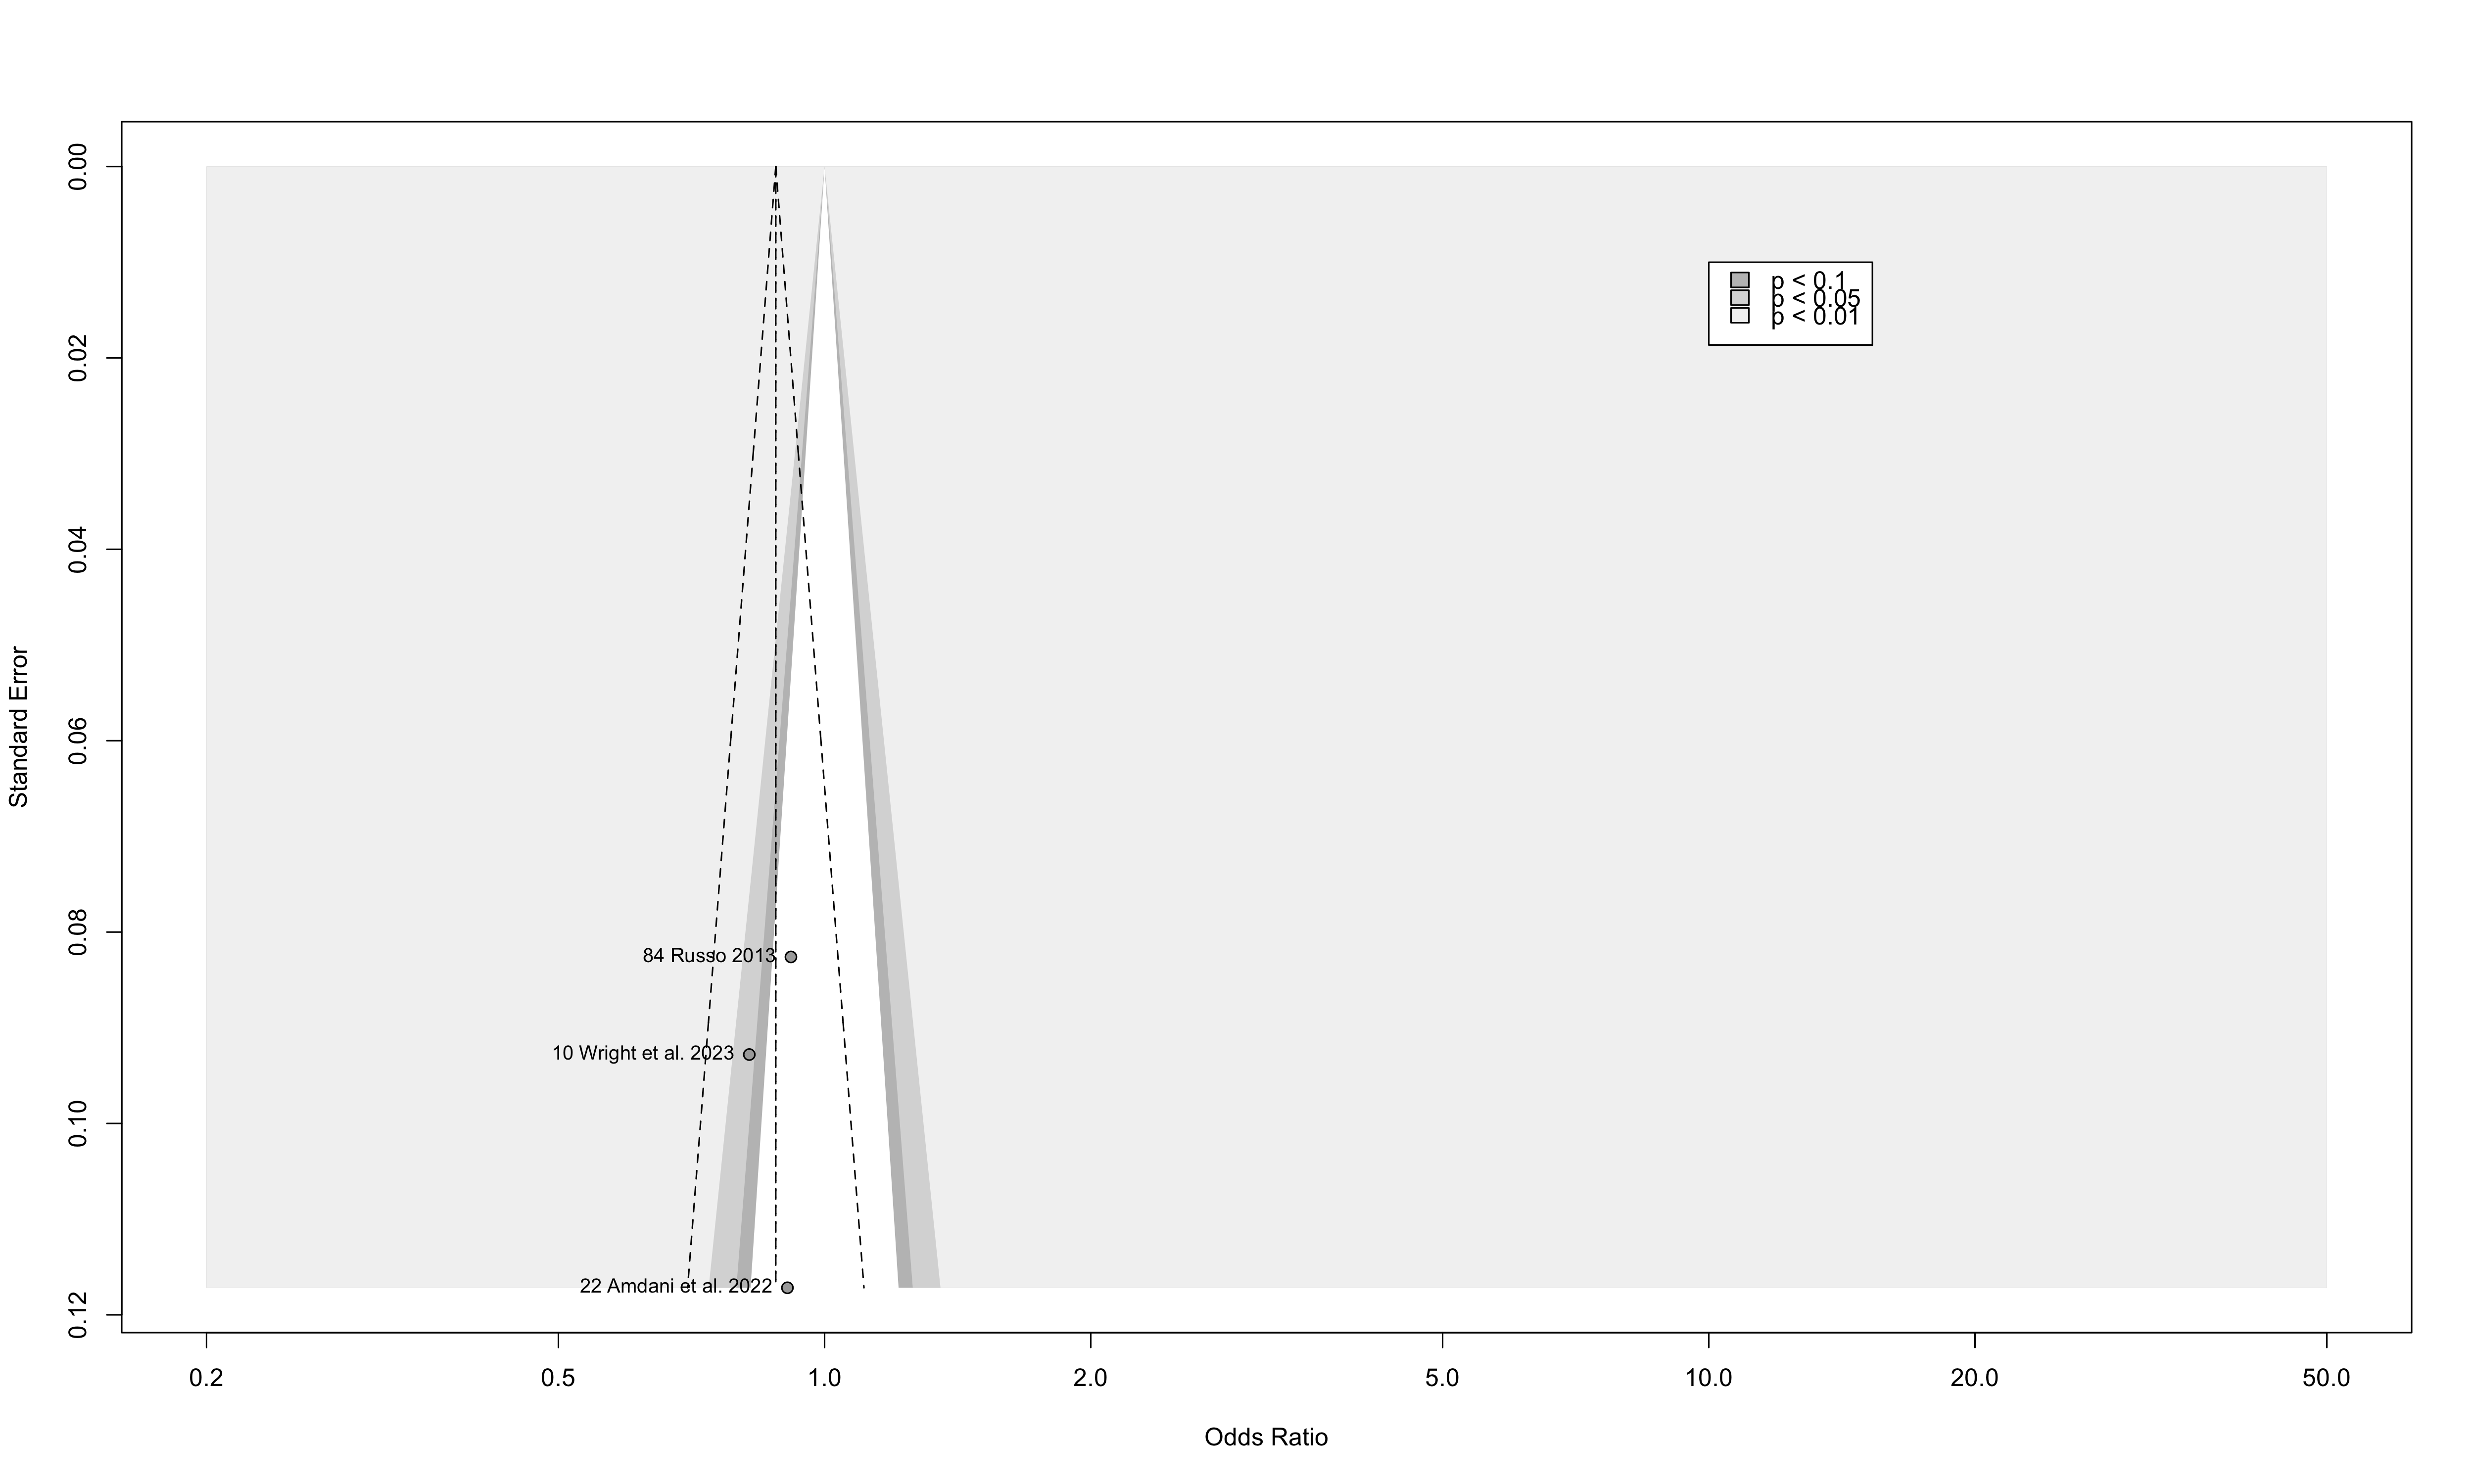 0.00
0.02
0.04
0.06
0.08
0.10
0.12
Standard Error
p < 0.1
p < 0.05
p < 0.01
84 Russo 2013
10 Wright et al. 2023
22 Amdani et al. 2022
0.2 0.5 1.0 2.0 5.0 10.0 20.0 50.0
Odds Ratio